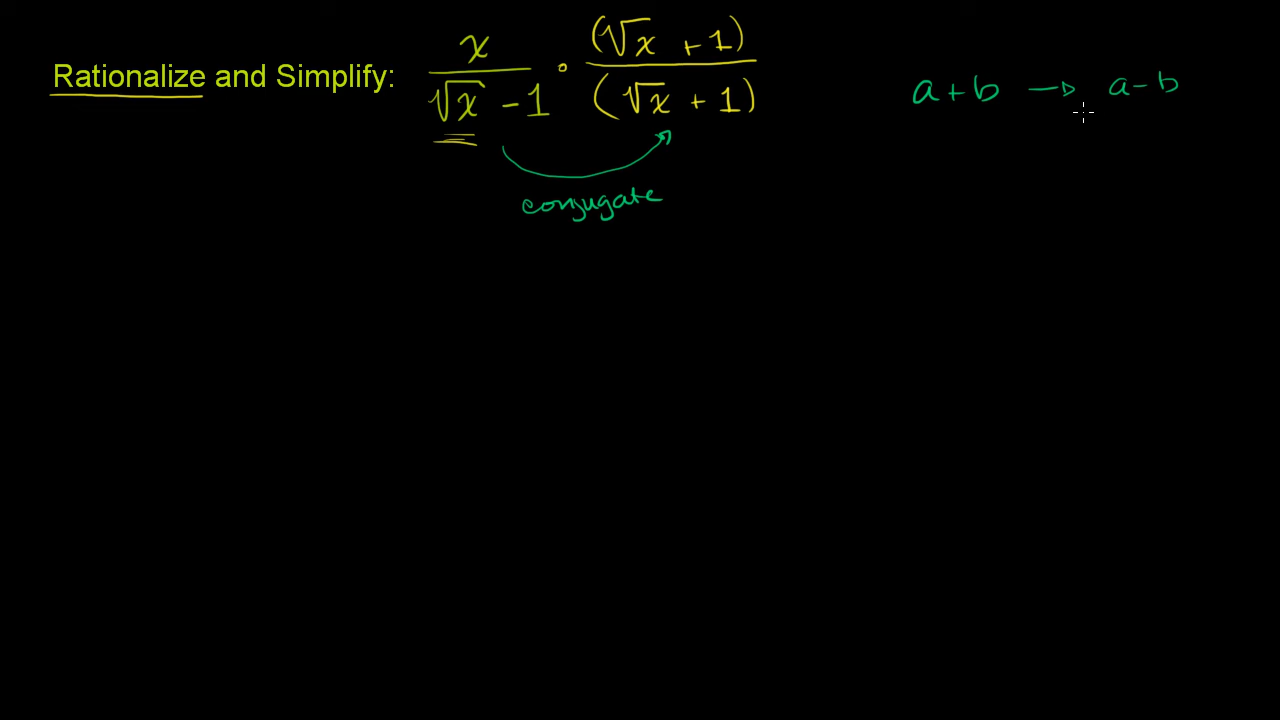 Rationalize and Simplify: x/(√x - 1) · (√x + 1)/(√x + 1)
a + b → a - b
conjugate